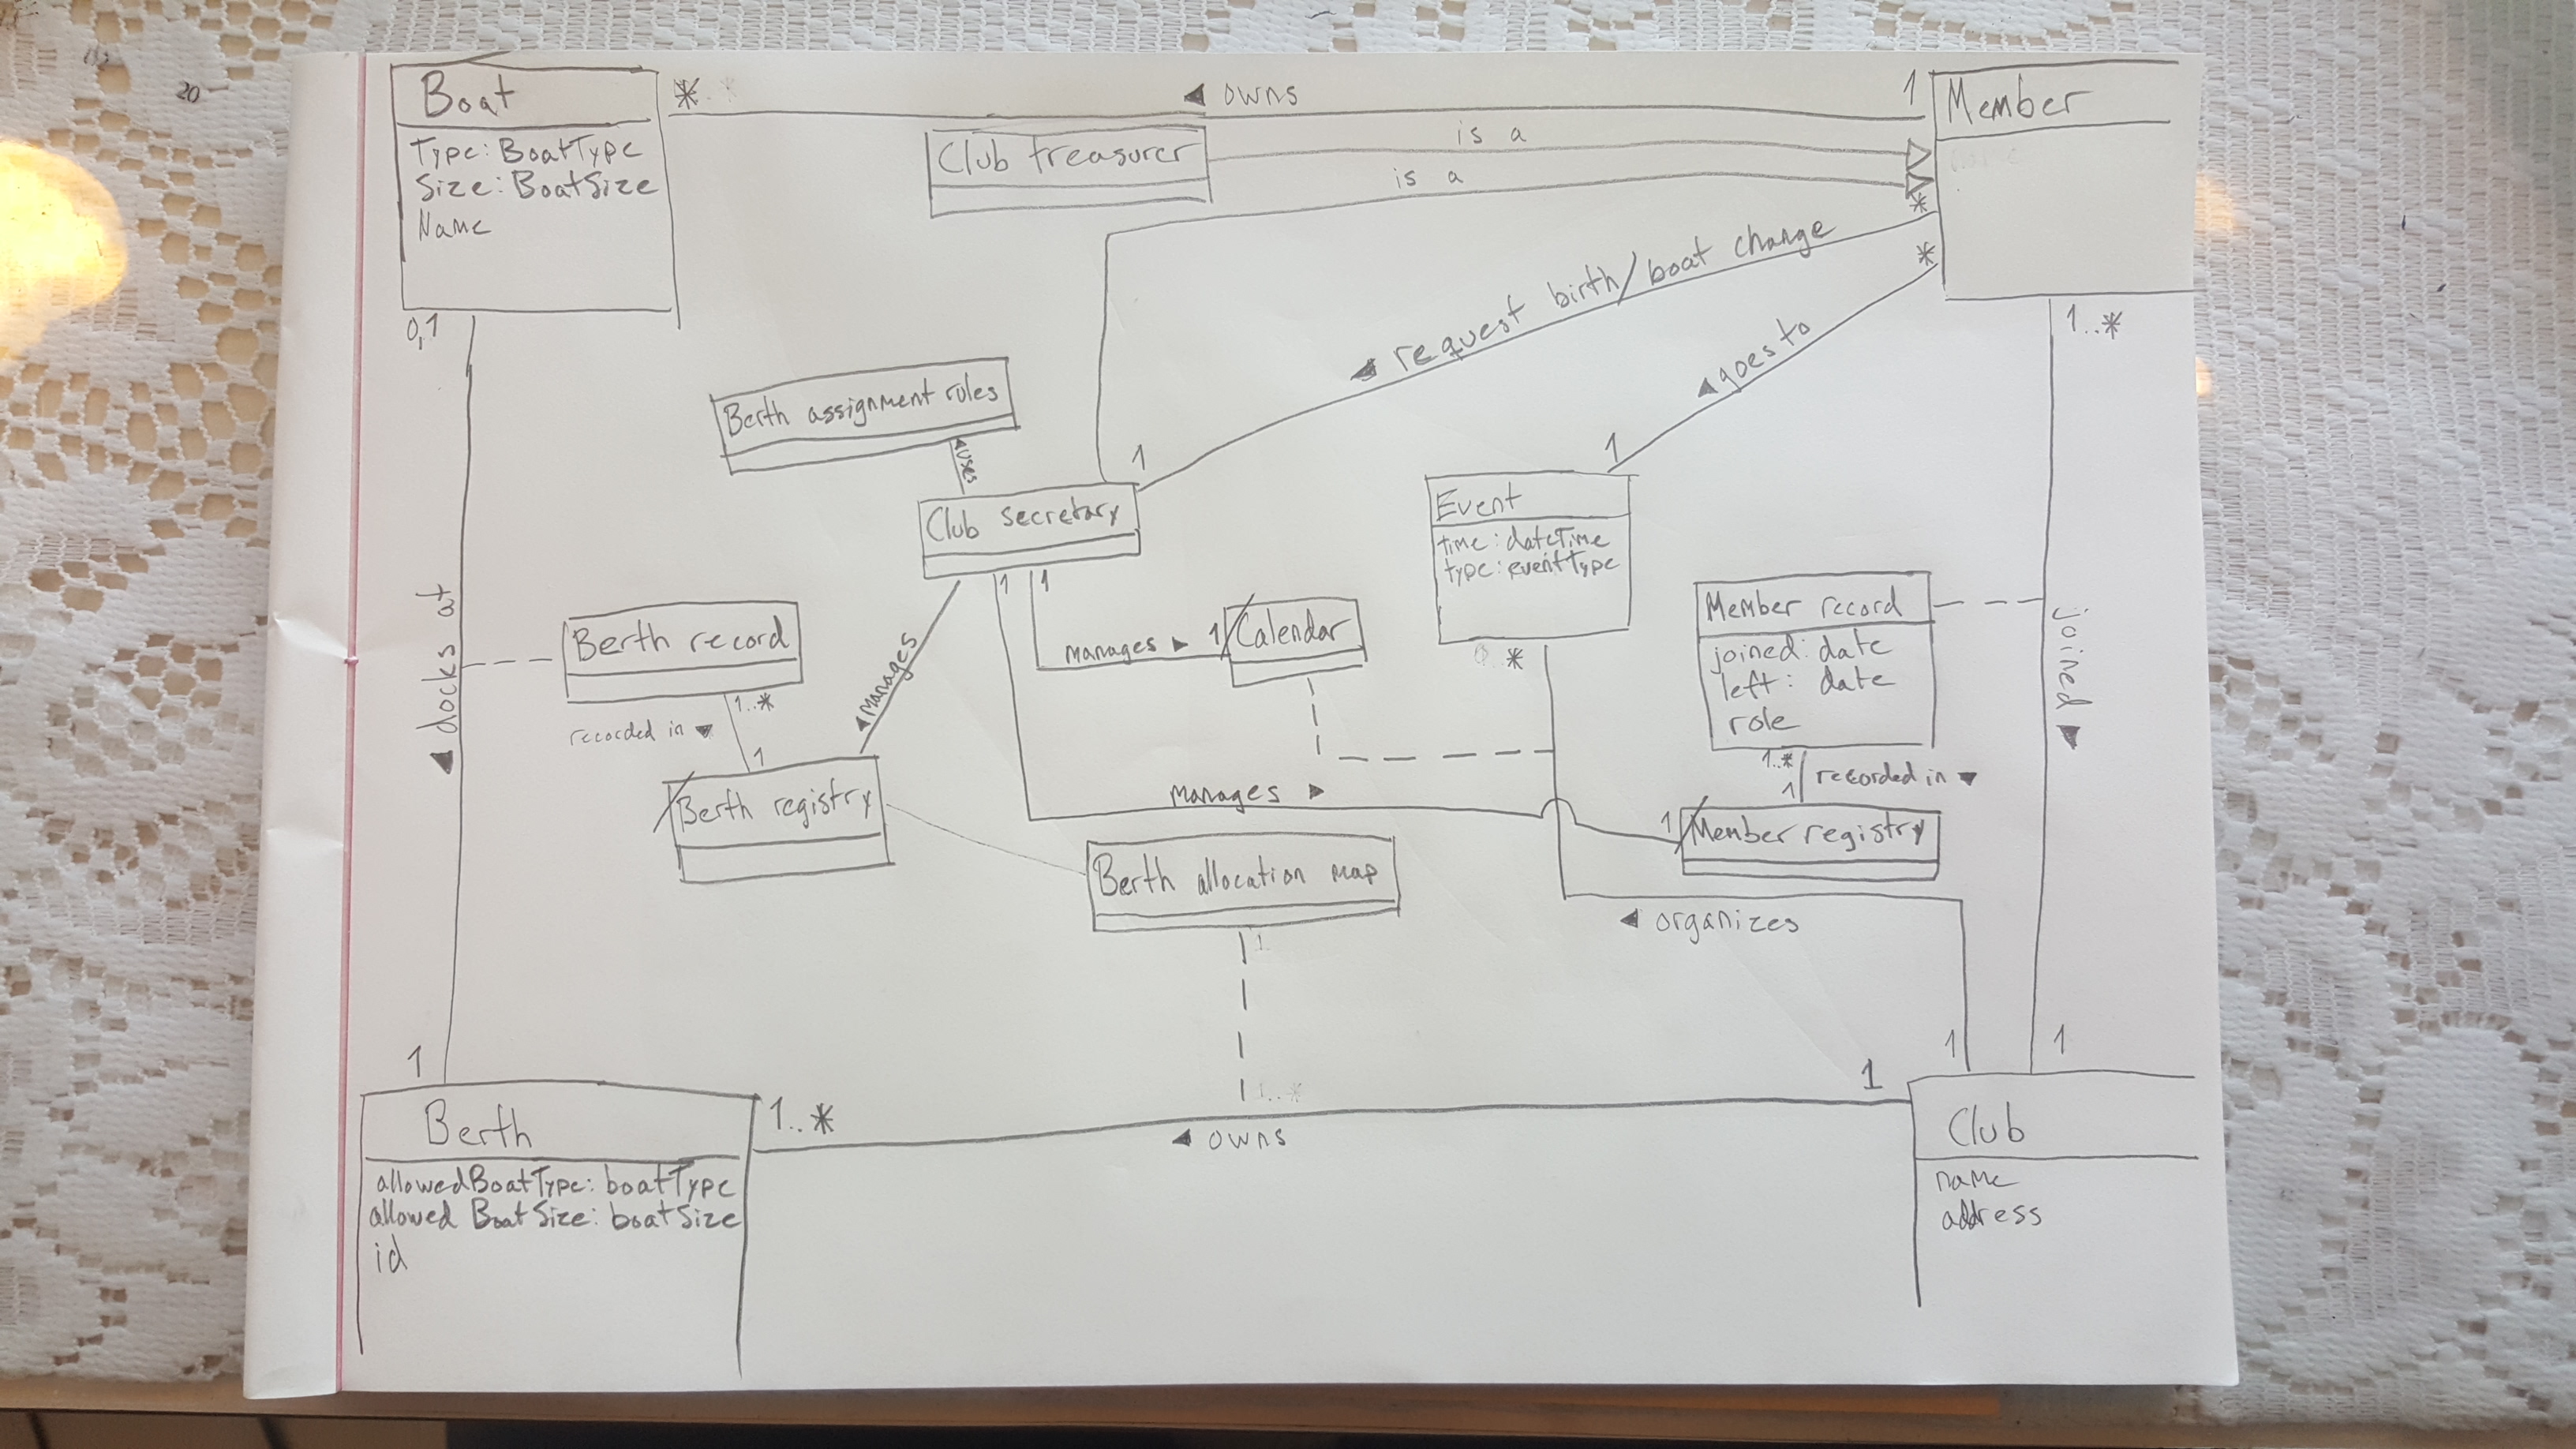 Boat
Type: BoatType
Size: BoatSize
Name
*
1
◄ owns
Member
Club treasurer
is a
is a
Berth assignment rules
Club secretary
1
◄ request birth/boat change
*
0,1
docks at
1
Berth record
1..*
recorded in
1
Berth registry
manages
1
1
manages
1
Calendar
manages
1
Event
time: dateTime
type: eventType
*
1
goes to
*
Member record
joined: date
left: date
role
1..*
recorded in
1
Member registry
1..*
joined
1
Berth allocation map
1
1..*
organizes
1
Berth
allowedBoatType: boatType
allowed BoatSize: boatSize
id
1..*
◄ owns
1
Club
name
address